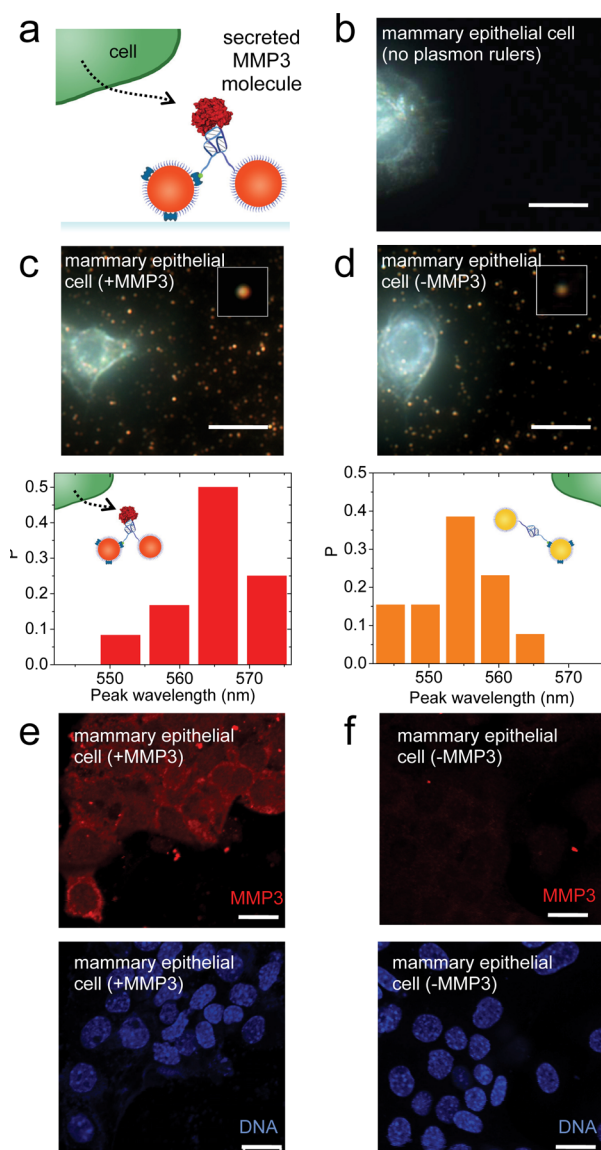 a
cell
secreted
MMP3
molecule
b
mammary epithelial cell
(no plasmon rulers)
c
mammary epithelial
cell (+MMP3)
d
mammary epithelial
cell (-MMP3)
0.5
0.4
0.3
0.2
0.1
0.0
P
550
560
570
Peak wavelength (nm)
0.5
0.4
0.3
0.2
0.1
0.0
P
550
560
570
Peak wavelength (nm)
e
mammary epithelial
cell (+MMP3)
MMP3
f
mammary epithelial
cell (-MMP3)
MMP3
mammary epithelial
cell (+MMP3)
DNA
mammary epithelial
cell (-MMP3)
DNA